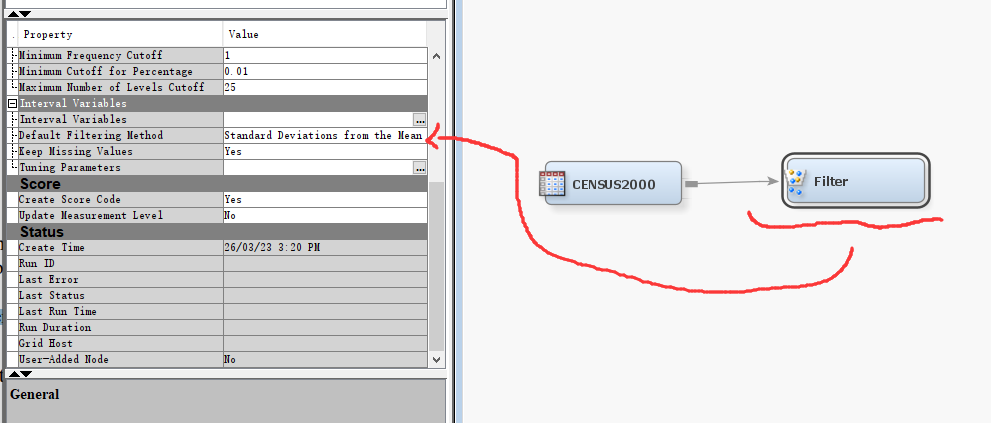 Property Value
Minimum Frequency Cutoff 1
Minimum Cutoff for Percentage 0.01
Maximum Number of Levels Cutoff 25
Interval Variables
Interval Variables ...
Default Filtering Method Standard Deviations from the Mean
Keep Missing Values Yes
Tuning Parameters ...
Score
Create Score Code Yes
Update Measurement Level No
Status
Create Time 26/03/23 3:20 PM
Run ID
Last Error
Last Status
Last Run Time
Run Duration
Grid Host
User-Added Node No
General
CENSUS2000
Filter